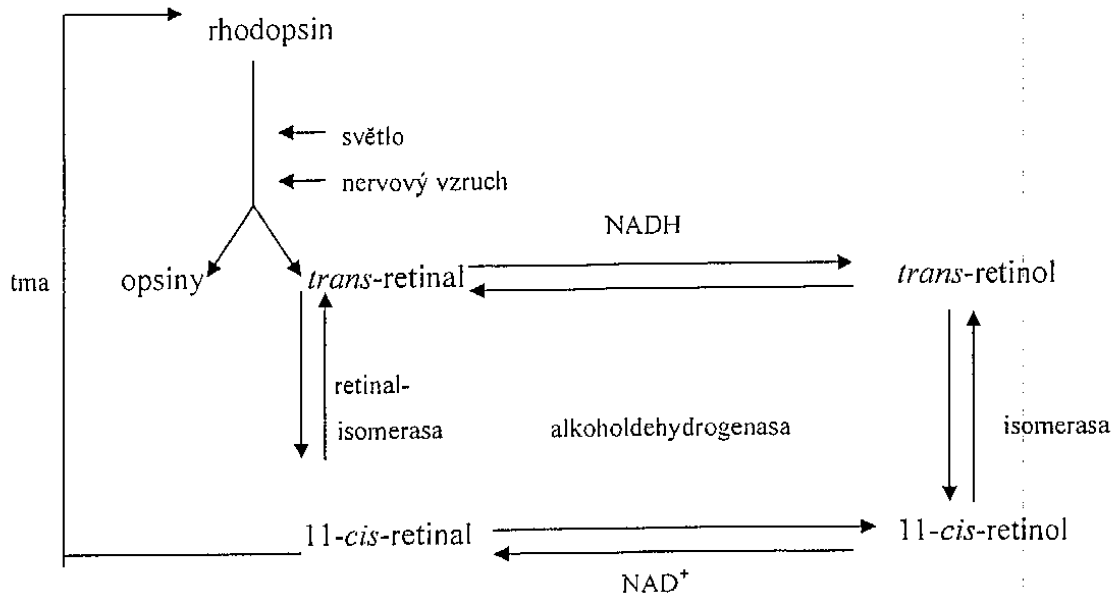 rhodopsin
světlo
nervový vzruch
NADH
tma
opsiny
trans-retinal
trans-retinol
retinal-
isomerasa
alkoholdehydrogenasa
isomerasa
11-cis-retinal
11-cis-retinol
NAD⁺